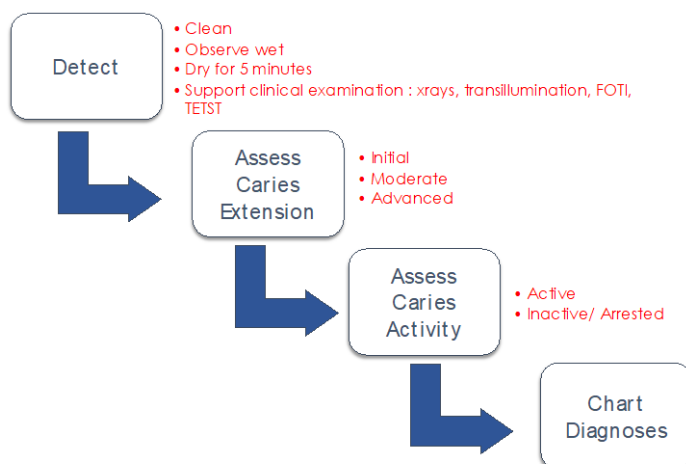 Detect
• Clean
• Observe wet
• Dry for 5 minutes
• Support clinical examination : xrays, transillumination, FOTI,
TETST
Assess
Caries
Extension
• Initial
• Moderate
• Advanced
Assess
Caries
Activity
• Active
• Inactive/ Arrested
Chart
Diagnoses